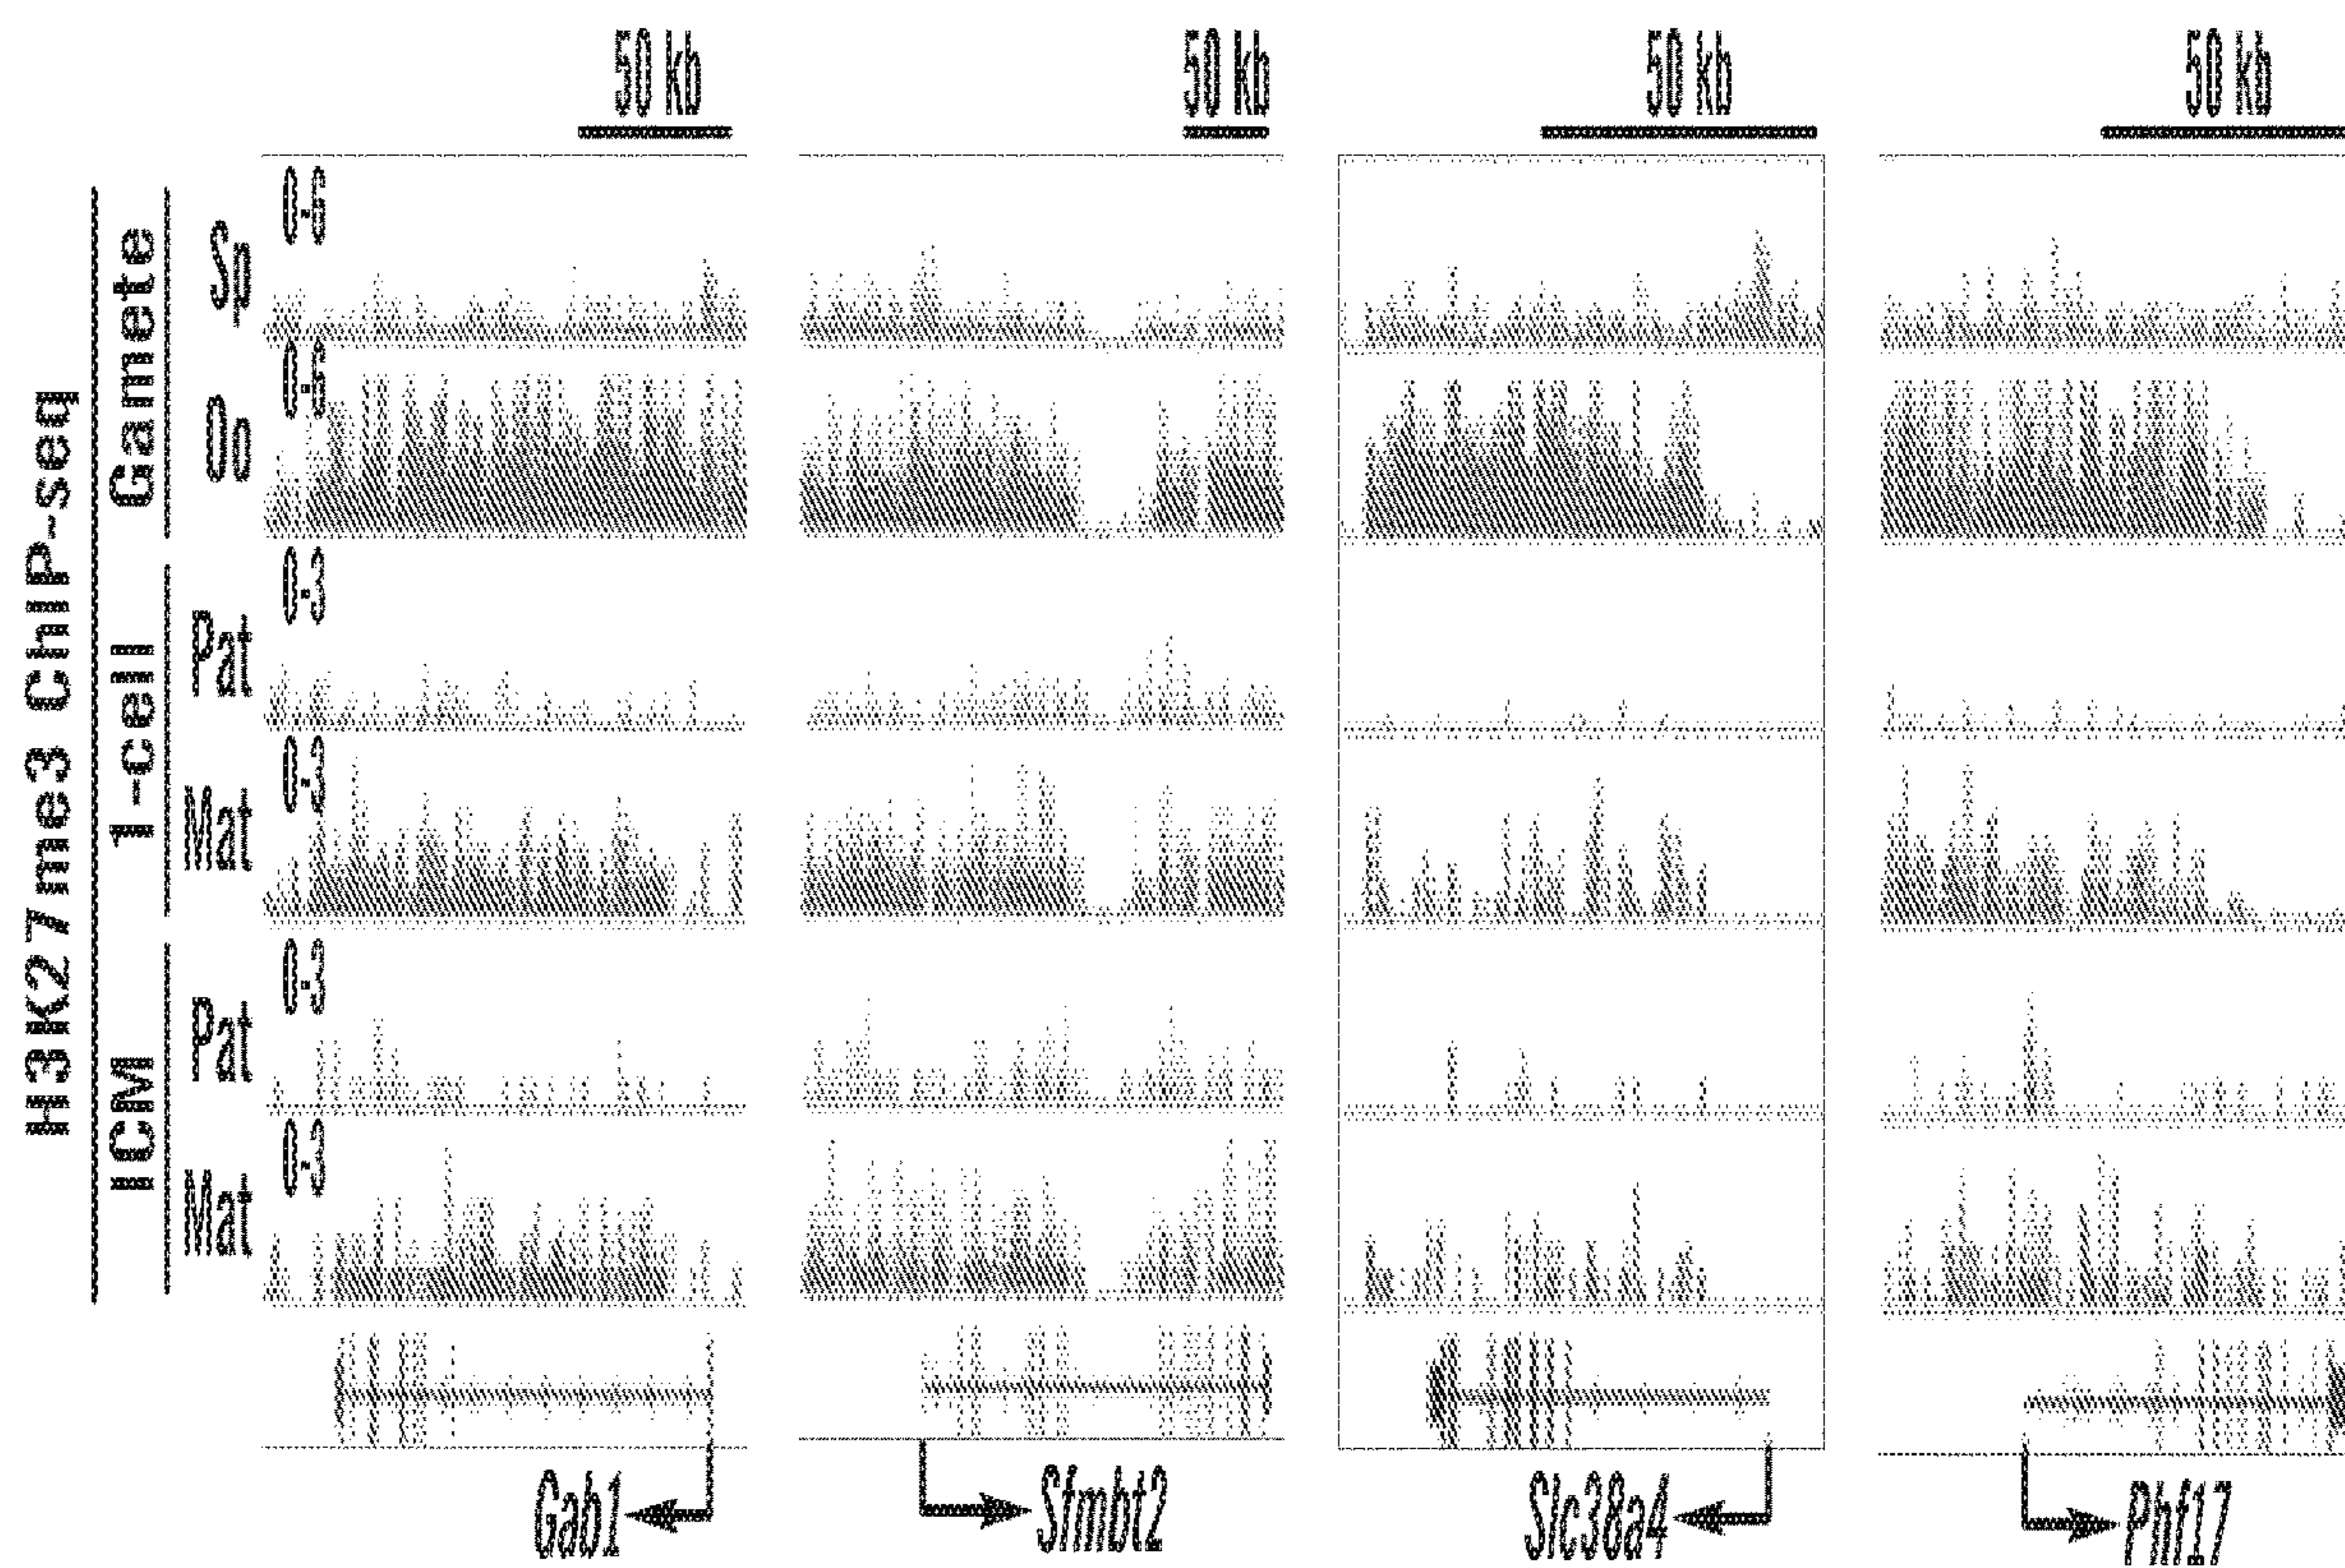 50 kb
50 kb
50 kb
50 kb
H3K27me3 ChIP-seq
Gamete
1-cell
ICM
Sp
0-6
Oo
0-6
Pat
0-3
Mat
0-3
Pat
0-3
Mat
0-3
Gab1
Sfmbt2
Slc38a4
Phf17